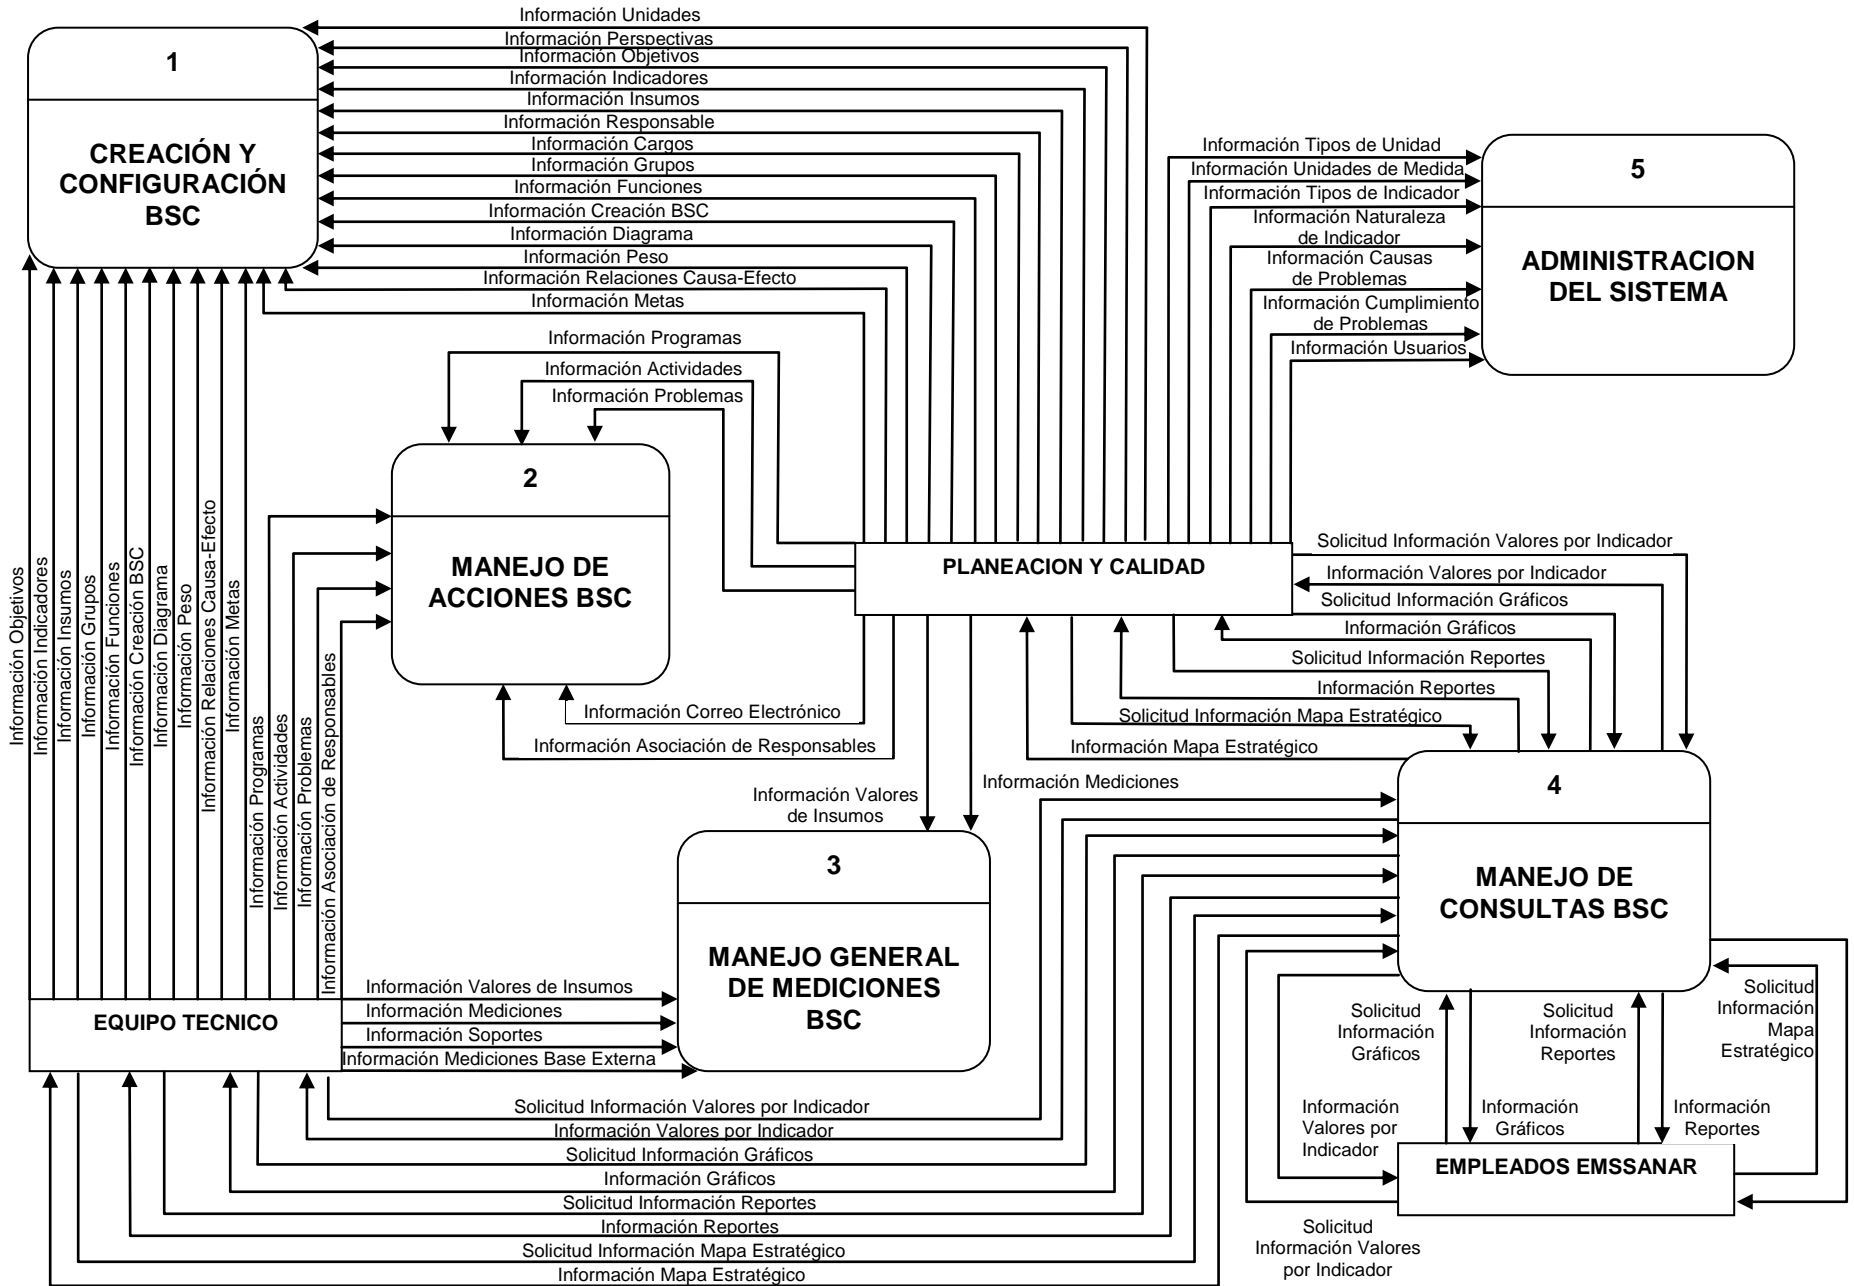 Información Unidades
Información Perspectivas
Información Objetivos
Información Indicadores
Información Insumos
Información Responsable
Información Cargos
Información Grupos
Información Funciones
Información Creación BSC
Información Diagrama
Información Peso
Información Relaciones Causa-Efecto
Información Metas
1
CREACIÓN Y
CONFIGURACIÓN
BSC
Información Tipos de Unidad
Información Unidades de Medida
Información Tipos de Indicador
Información Naturaleza
de Indicador
Información Causas
de Problemas
Información Cumplimiento
de Problemas
Información Usuarios
5
ADMINISTRACION
DEL SISTEMA
Información Programas
Información Actividades
Información Problemas
2
MANEJO DE
ACCIONES BSC
PLANEACION Y CALIDAD
Solicitud Información Valores por Indicador
Información Valores por Indicador
Solicitud Información Gráficos
Información Gráficos
Solicitud Información Reportes
Información Reportes
Solicitud Información Mapa Estratégico
Información Mapa Estratégico
Información Correo Electrónico
Información Asociación de Responsables
Información Objetivos
Información Indicadores
Información Insumos
Información Grupos
Información Funciones
Información Creación BSC
Información Diagrama
Información Peso
Información Relaciones Causa-Efecto
Información Metas
Información Programas
Información Actividades
Información Problemas
Información Asociación de Responsables
Información Valores
de Insumos
Información Mediciones
3
MANEJO GENERAL
DE MEDICIONES
BSC
4
MANEJO DE
CONSULTAS BSC
EQUIPO TECNICO
Información Valores de Insumos
Información Mediciones
Información Soportes
Información Mediciones Base Externa
Solicitud
Información
Gráficos
Solicitud
Información
Reportes
Solicitud
Información
Mapa
Estratégico
Información
Valores por
Indicador
Información
Gráficos
Información
Reportes
EMPLEADOS EMSSANAR
Solicitud
Información Valores
por Indicador
Solicitud Información Valores por Indicador
Información Valores por Indicador
Solicitud Información Gráficos
Información Gráficos
Solicitud Información Reportes
Información Reportes
Solicitud Información Mapa Estratégico
Información Mapa Estratégico